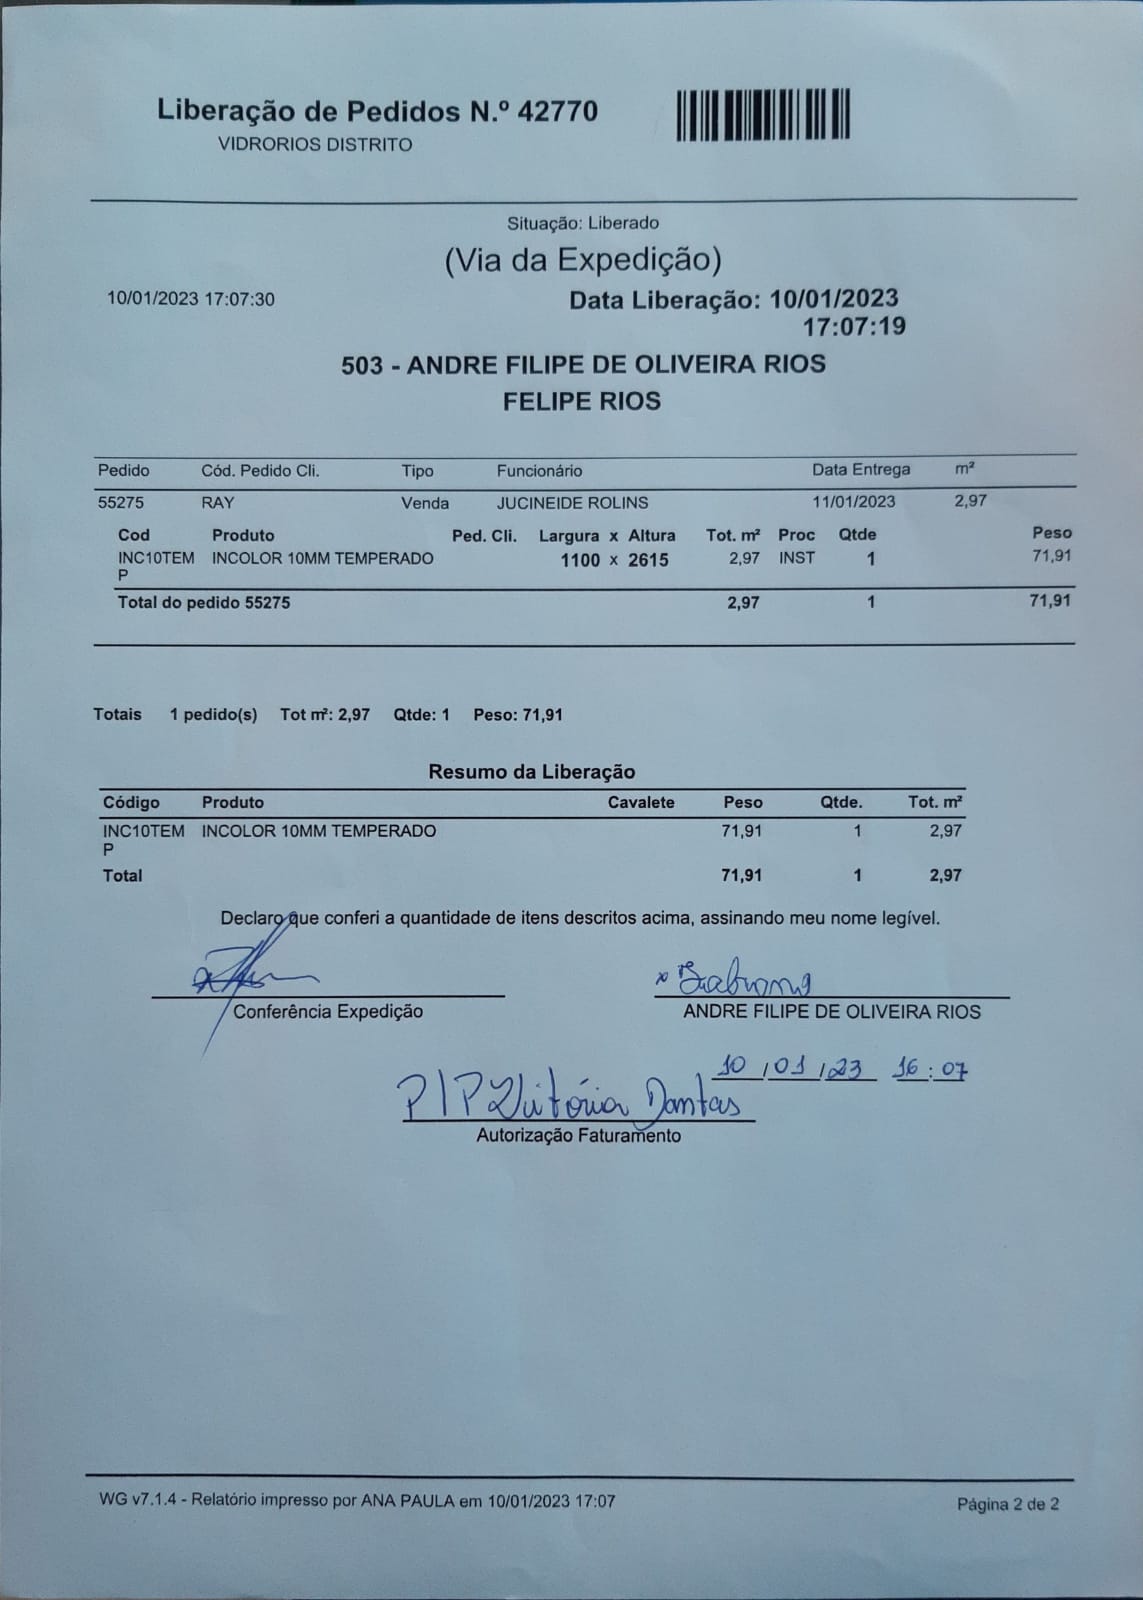 Liberação de Pedidos N.º 42770
VIDRORIOS DISTRITO
Situação: Liberado
(Via da Expedição)
10/01/2023 17:07:30 Data Liberação: 10/01/2023
17:07:19
503 - ANDRE FILIPE DE OLIVEIRA RIOS
FELIPE RIOS
Pedido Cód. Pedido Cli. Tipo Funcionário Data Entrega m²
55275 RAY Venda JUCINEIDE ROLINS 11/01/2023 2,97
Cod Produto Ped. Cli. Largura x Altura Tot. m² Proc Qtde Peso
INC10TEM INCOLOR 10MM TEMPERADO 1100 x 2615 2,97 INST 1 71,91
P
Total do pedido 55275 2,97 1 71,91
Totais 1 pedido(s) Tot m²: 2,97 Qtde: 1 Peso: 71,91
Resumo da Liberação
Código Produto Cavalete Peso Qtde. Tot. m²
INC10TEM INCOLOR 10MM TEMPERADO 71,91 1 2,97
P
Total 71,91 1 2,97
Declaro que conferi a quantidade de itens descritos acima, assinando meu nome legível.
Conferência Expedição ANDRE FILIPE DE OLIVEIRA RIOS
10 / 01 / 23 16 : 07
P/P Vitória Dantas
Autorização Faturamento
WG v7.1.4 - Relatório impresso por ANA PAULA em 10/01/2023 17:07 Página 2 de 2